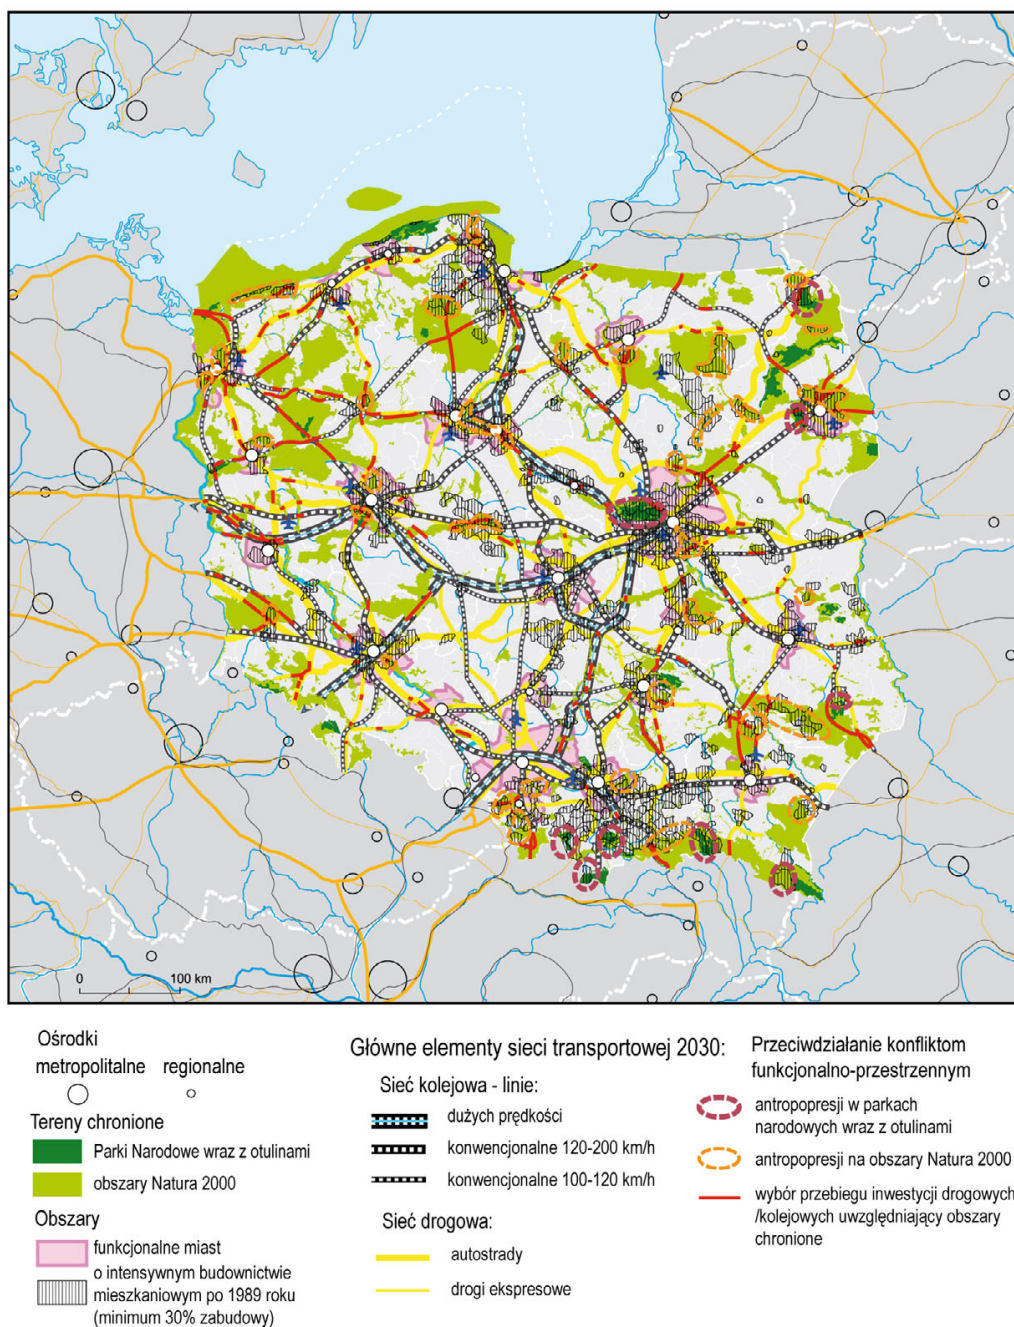 0 100 km
Ośrodki
metropolitalne regionalne
Tereny chronione
Parki Narodowe wraz z otulinami
obszary Natura 2000
Obszary
funkcjonalne miast
o intensywnym budownictwie
mieszkaniowym po 1989 roku
(minimum 30% zabudowy)
Główne elementy sieci transportowej 2030:
Sieć kolejowa - linie:
dużych prędkości
konwencjonalne 120-200 km/h
konwencjonalne 100-120 km/h
Sieć drogowa:
autostrady
drogi ekspresowe
Przeciwdziałanie konfliktom
funkcjonalno-przestrzennym
antropopresji w parkach
narodowych wraz z otulinami
antropopresji na obszary Natura 2000
wybór przebiegu inwestycji drogowych
/kolejowych uwzględniający obszary
chronione